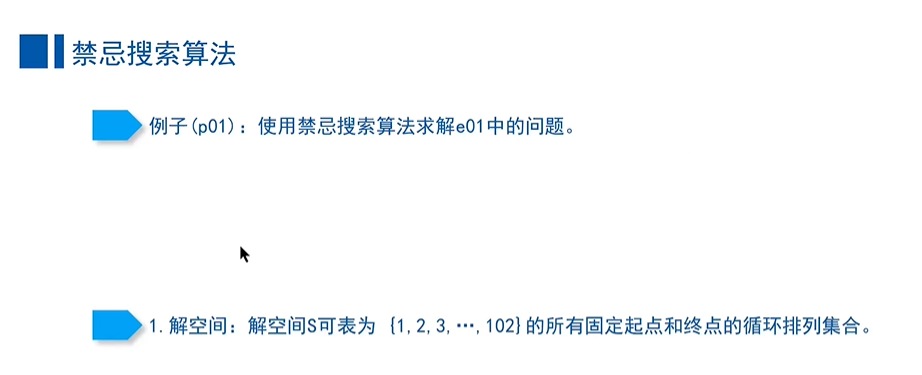 禁忌搜索算法
例子(p01)：使用禁忌搜索算法求解e01中的问题。
1.解空间：解空间S可表为 {1,2,3,…,102}的所有固定起点和终点的循环排列集合。